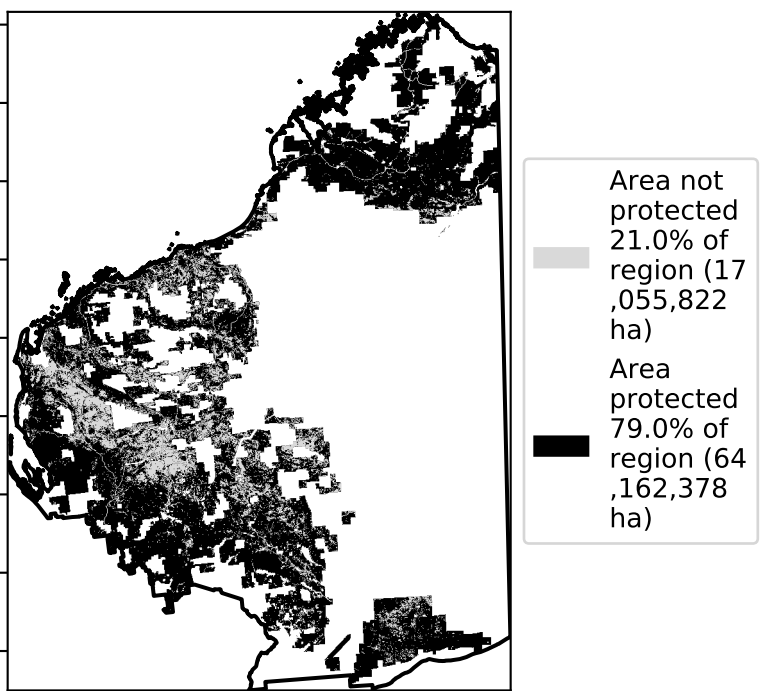 Area not
protected
21.0% of
region (17
,055,822
ha)
Area
protected
79.0% of
region (64
,162,378
ha)